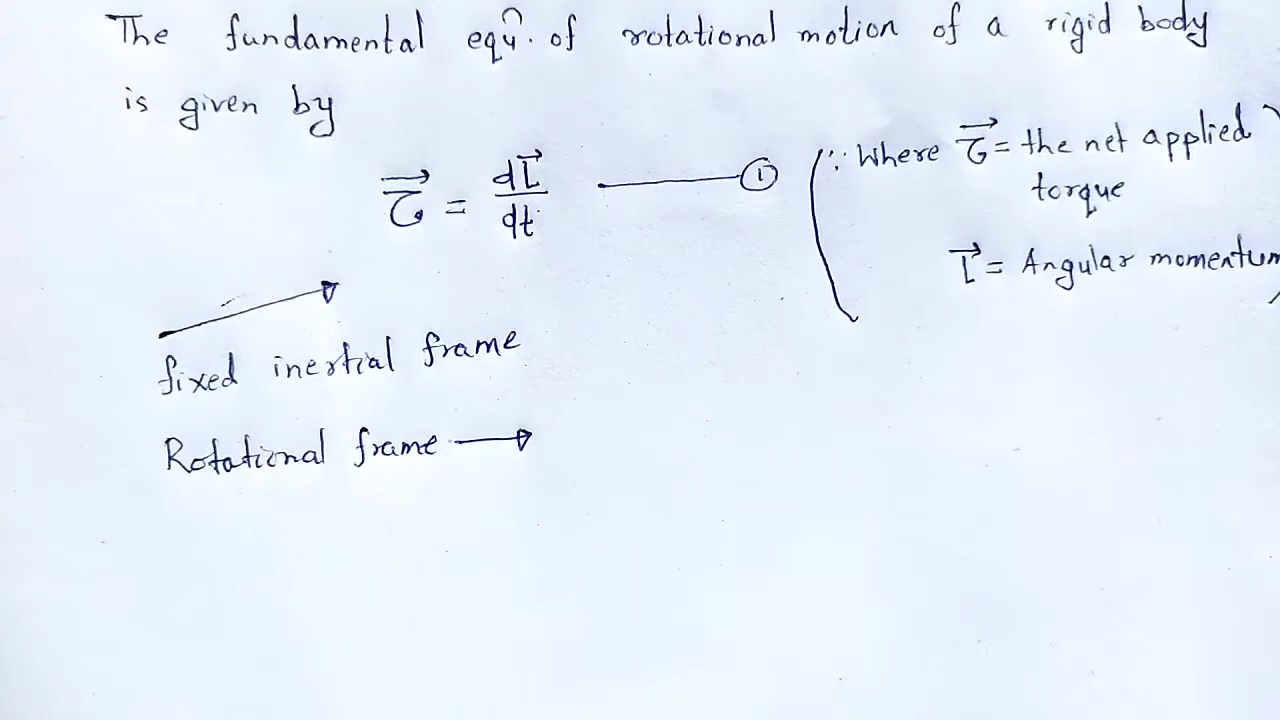 The fundamental equⁿ. of rotational motion of a rigid body
is given by
τ⃗ = dL⃗/dt ——— ①
(∵ Where τ⃗ = the net applied
torque
L⃗ = Angular momentum)
fixed inertial frame
Rotational frame →